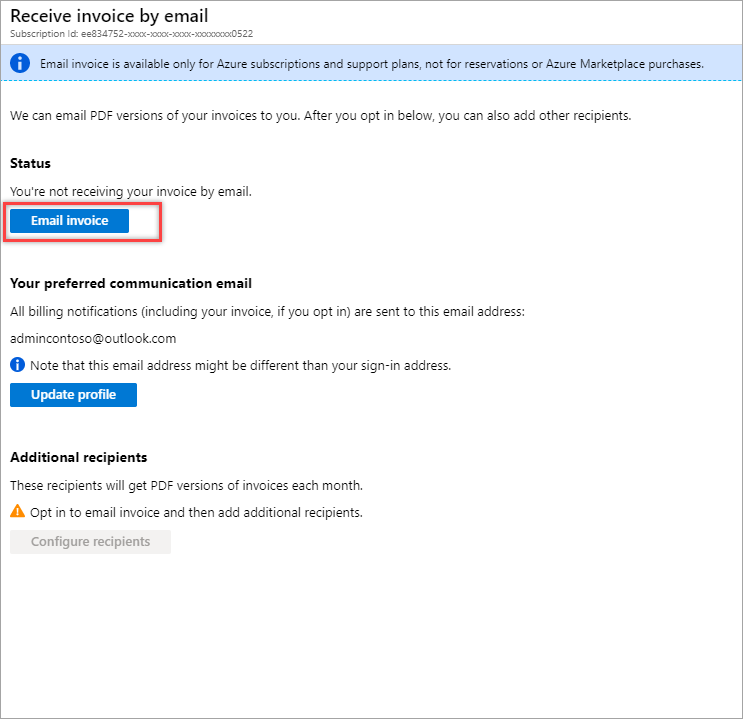 Receive invoice by email
Subscription Id: ee834752-xxxx-xxxx-xxxx-xxxxxxxx0522
Email invoice is available only for Azure subscriptions and support plans, not for reservations or Azure Marketplace purchases.
We can email PDF versions of your invoices to you. After you opt in below, you can also add other recipients.
Status
You're not receiving your invoice by email.
Email invoice
Your preferred communication email
All billing notifications (including your invoice, if you opt in) are sent to this email address:
admincontoso@outlook.com
Note that this email address might be different than your sign-in address.
Update profile
Additional recipients
These recipients will get PDF versions of invoices each month.
Opt in to email invoice and then add additional recipients.
Configure recipients